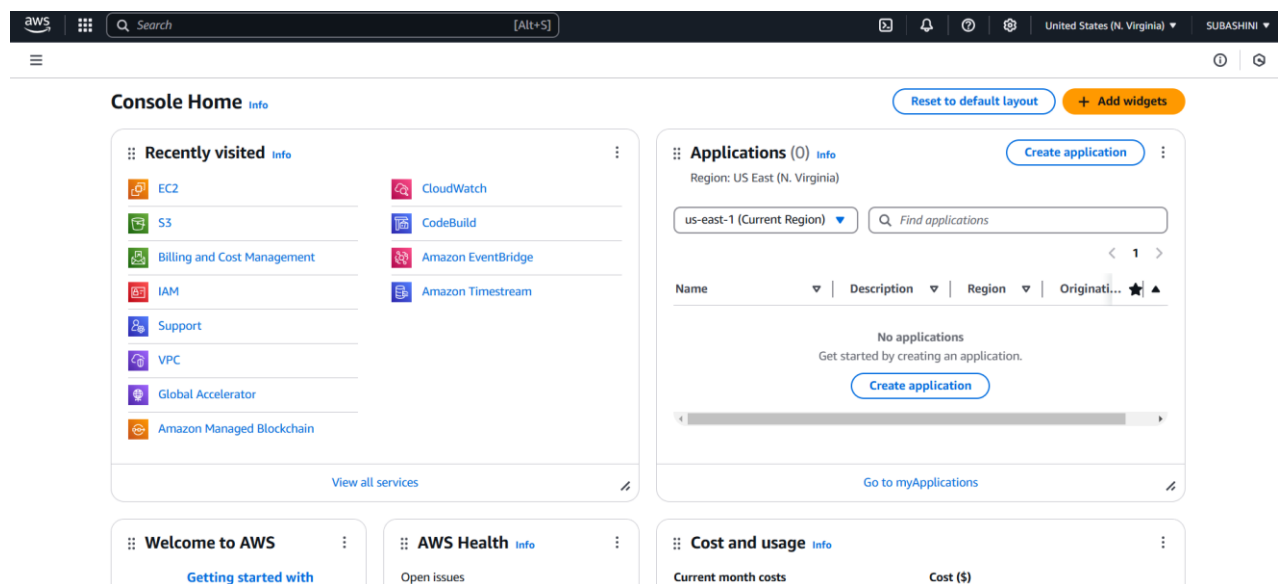 aws
Search [Alt+S]
United States (N. Virginia)
SUBASHINI
Console Home Info
Reset to default layout
+ Add widgets
Recently visited Info
EC2
S3
Billing and Cost Management
IAM
Support
VPC
Global Accelerator
Amazon Managed Blockchain
CloudWatch
CodeBuild
Amazon EventBridge
Amazon Timestream
View all services
Applications (0) Info
Region: US East (N. Virginia)
Create application
us-east-1 (Current Region)
Find applications
1
Name Description Region Originati...
No applications
Get started by creating an application.
Create application
Go to myApplications
Welcome to AWS
Getting started with
AWS Health Info
Open issues
Cost and usage Info
Current month costs Cost ($)